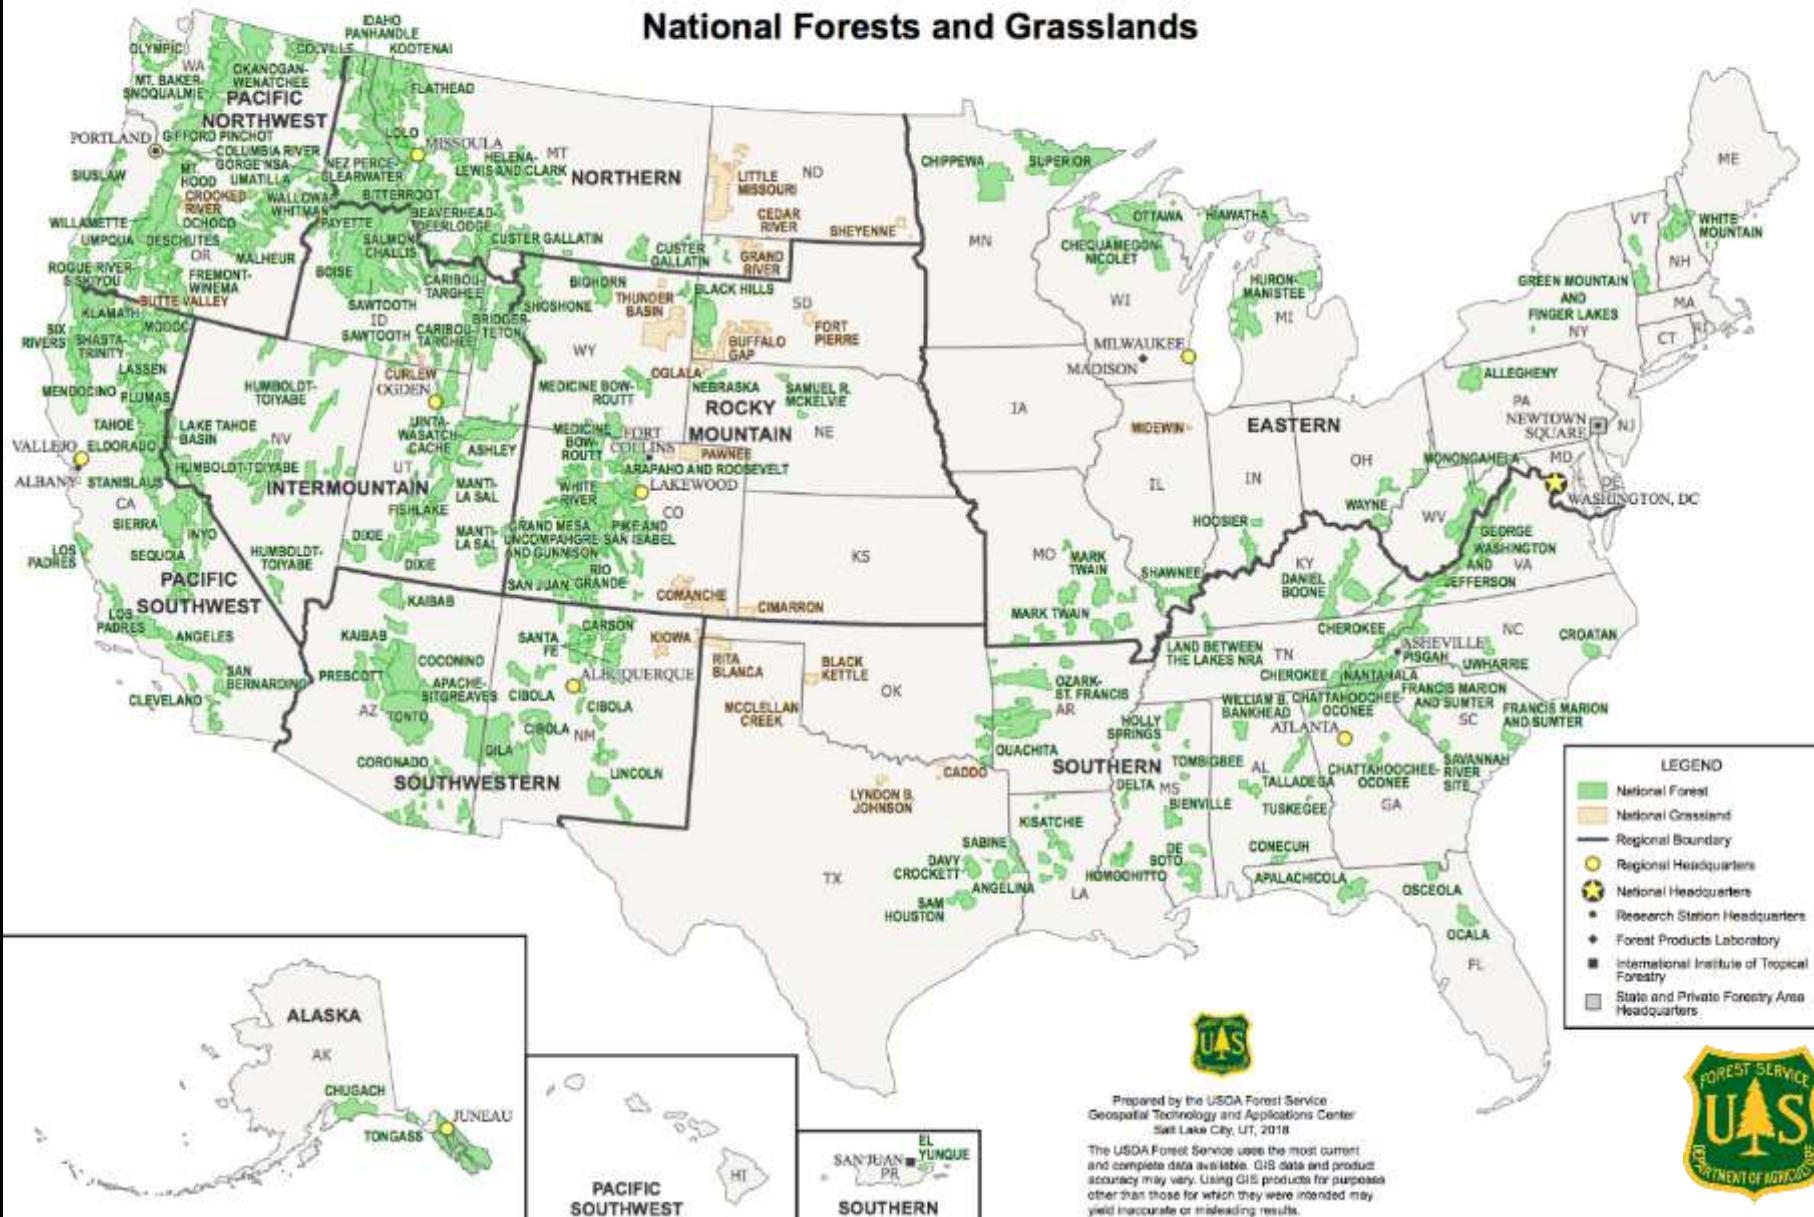 National Forests and Grasslands
IDAHO
PANHANDLE
COLVILLE
KOOTENAI
OLYMPIC
WA
OKANOGAN-
WENATCHEE
MT. BAKER-
SNOQUALMIE
PACIFIC
NORTHWEST
FLATHEAD
PORTLAND
GIFFORD PINCHOT
LOLO
MISSOULA
COLUMBIA RIVER
GORGE NSA
HELENA-
LEWIS AND CLARK
MT
NORTHERN
NEZ PERCE-
CLEARWATER
SIUSLAW
MT.
HOOD
UMATILLA
BITTERROOT
CROOKED
RIVER
WALLOWA
WHITMAN
PAYETTE
BEAVERHEAD-
DEERLODGE
WILLAMETTE
OCHOCO
UMPQUA
DESCHUTES
OR
MALHEUR
SALMON
CHALLIS
CUSTER GALLATIN
CUSTER
GALLATIN
ROGUE RIVER-
SISKIYOU
FREMONT-
WINEMA
BOISE
CARIBOU-
TARGHEE
BUTTE VALLEY
KLAMATH
MODOC
SAWTOOTH
ID
SAWTOOTH
CARIBOU-
TARGHEE
BRIDGER-
TETON
SHOSHONE
BIGHORN
THUNDER
BASIN
BLACK HILLS
SD
FORT
PIERRE
BUFFALO
GAP
WY
OGLALA
NEBRASKA
SAMUEL R.
MCKELVIE
LITTLE
MISSOURI
ND
CEDAR
RIVER
SHEYENNE
GRAND
RIVER
SIX
RIVERS
SHASTA-
TRINITY
LASSEN
MENDOCINO
PLUMAS
TAHOE
VALLEJO
ELDORADO
ALBANY
STANISLAUS
CA
SIERRA
INYO
LOS
PADRES
SEQUOIA
PACIFIC
SOUTHWEST
LOS
PADRES
ANGELES
SAN
BERNARDINO
CLEVELAND
HUMBOLDT-
TOIYABE
LAKE TAHOE
BASIN
NV
HUMBOLDT-TOIYABE
INTERMOUNTAIN
HUMBOLDT-
TOIYABE
CURLEW
OGDEN
UINTA-
WASATCH-
CACHE
ASHLEY
UT
MANTI-
LA SAL
FISHLAKE
DIXIE
MANTI-
LA SAL
DIXIE
MEDICINE BOW-
ROUTT
ROCKY
MOUNTAIN
NE
MEDICINE
BOW-
ROUTT
FORT
COLLINS
PAWNEE
ARAPAHO AND ROOSEVELT
WHITE
RIVER
LAKEWOOD
CO
GRAND MESA
UNCOMPAHGRE
AND GUNNISON
PIKE AND
SAN ISABEL
RIO
GRANDE
SAN JUAN
COMANCHE
CIMARRON
KS
KAIBAB
KAIBAB
PRESCOTT
COCONINO
APACHE-
SITGREAVES
AZ
TONTO
CORONADO
SOUTHWESTERN
SANTA
FE
CARSON
KIOWA
ALBUQUERQUE
CIBOLA
CIBOLA
CIBOLA
NM
GILA
LINCOLN
RITA
BLANCA
BLACK
KETTLE
OK
MCCLELLAN
CREEK
CADDO
LYNDON B.
JOHNSON
TX
SABINE
DAVY
CROCKETT
ANGELINA
SAM
HOUSTON
CHIPPEWA
SUPERIOR
MN
OTTAWA
HIAWATHA
CHEQUAMEGON-
NICOLET
WI
HURON-
MANISTEE
MI
MILWAUKEE
MADISON
IA
MIDEWIN
EASTERN
IL
IN
OH
HOOSIER
WAYNE
MO
MARK
TWAIN
MARK TWAIN
SHAWNEE
ME
VT
WHITE
MOUNTAIN
NH
GREEN MOUNTAIN
AND
FINGER LAKES
NY
MA
CT
RI
ALLEGHENY
PA
NEWTOWN
SQUARE
NJ
MONONGAHELA
MD
DE
WASHINGTON, DC
WV
GEORGE
WASHINGTON
AND
JEFFERSON
VA
KY
DANIEL
BOONE
LAND BETWEEN
THE LAKES NRA
TN
CHEROKEE
CHEROKEE
ASHEVILLE
PISGAH
NC
CROATAN
UWHARRIE
NANTAHALA
OZARK-
ST. FRANCIS
AR
OUACHITA
SOUTHERN
HOLLY
SPRINGS
TOMBIGBEE
DELTA
MS
BIENVILLE
WILLIAM B.
BANKHEAD
CHATTAHOOCHEE-
OCONEE
FRANCIS MARION
AND SUMTER
SC
FRANCIS MARION
AND SUMTER
ATLANTA
AL
TALLADEGA
TUSKEGEE
CHATTAHOOCHEE-
OCONEE
SAVANNAH
RIVER
SITE
GA
KISATCHIE
LA
HOMOCHITTO
DE
SOTO
CONECUH
APALACHICOLA
OSCEOLA
OCALA
FL
LEGEND
National Forest
National Grassland
Regional Boundary
Regional Headquarters
National Headquarters
Research Station Headquarters
Forest Products Laboratory
International Institute of Tropical
Forestry
State and Private Forestry Area
Headquarters
ALASKA
AK
CHUGACH
JUNEAU
TONGASS
HI
PACIFIC
SOUTHWEST
EL
YUNQUE
SAN JUAN
PR
SOUTHERN
UAS
Prepared by the USDA Forest Service
Geospatial Technology and Applications Center
Salt Lake City, UT, 2018
The USDA Forest Service uses the most current
and complete data available. GIS data and product
accuracy may vary. Using GIS products for purposes
other than those for which they were intended may
yield inaccurate or misleading results.
FOREST SERVICE
US
DEPARTMENT OF AGRICULTURE